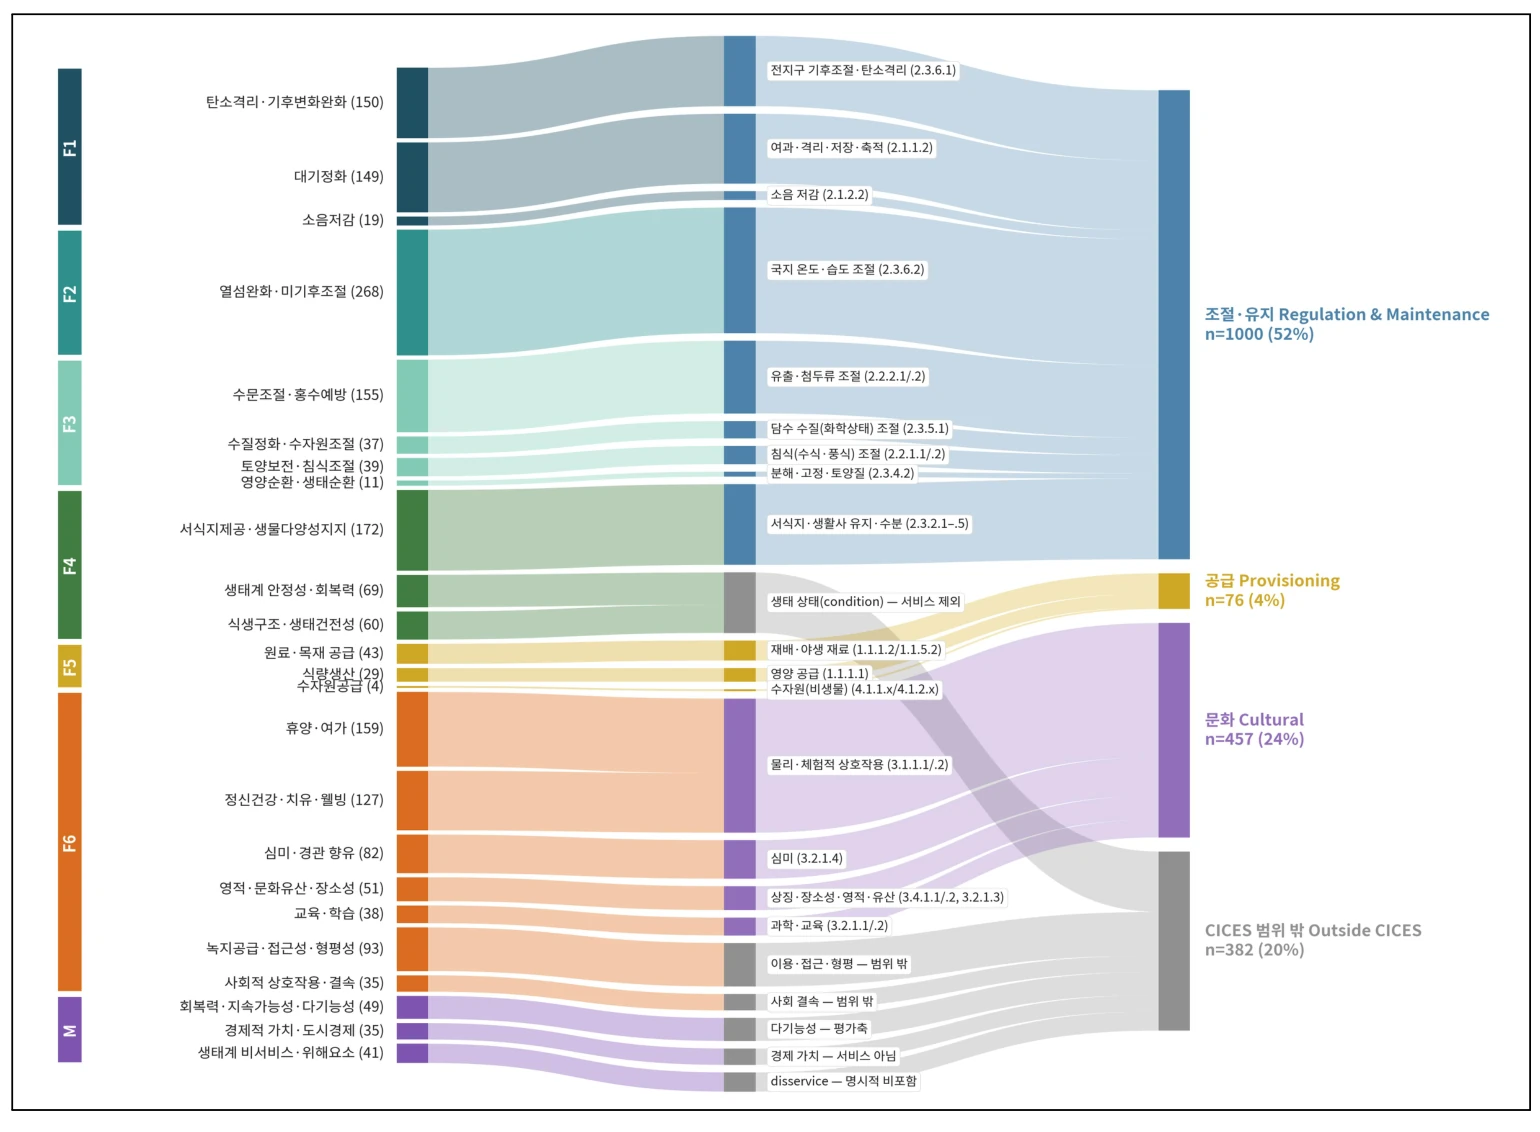 F1
F2
F3
F4
F5
F6
M
탄소격리·기후변화완화 (150)
대기정화 (149)
소음저감 (19)
열섬완화·미기후조절 (268)
수문조절·홍수예방 (155)
수질정화·수자원조절 (37)
토양보전·침식조절 (39)
영양순환·생태순환 (11)
서식지제공·생물다양성지지 (172)
생태계 안정성·회복력 (69)
식생구조·생태건전성 (60)
원료·목재 공급 (43)
식량생산 (29)
수자원공급 (4)
휴양·여가 (159)
정신건강·치유·웰빙 (127)
심미·경관 향유 (82)
영적·문화유산·장소성 (51)
교육·학습 (38)
녹지공급·접근성·형평성 (93)
사회적 상호작용·결속 (35)
회복력·지속가능성·다기능성 (49)
경제적 가치·도시경제 (35)
생태계 비서비스·위해요소 (41)
전지구 기후조절·탄소격리 (2.3.6.1)
여과·격리·저장·축적 (2.1.1.2)
소음 저감 (2.1.2.2)
국지 온도·습도 조절 (2.3.6.2)
유출·첨두류 조절 (2.2.2.1/.2)
담수 수질(화학상태) 조절 (2.3.5.1)
침식(수식·풍식) 조절 (2.2.1.1/.2)
분해·고정·토양질 (2.3.4.2)
서식지·생활사 유지·수분 (2.3.2.1–.5)
생태 상태(condition) — 서비스 제외
재배·야생 재료 (1.1.1.2/1.1.5.2)
영양 공급 (1.1.1.1)
수자원(비생물) (4.1.1.x/4.1.2.x)
물리·체험적 상호작용 (3.1.1.1/.2)
심미 (3.2.1.4)
상징·장소성·영적·유산 (3.4.1.1/.2, 3.2.1.3)
과학·교육 (3.2.1.1/.2)
이용·접근·형평 — 범위 밖
사회 결속 — 범위 밖
다기능성 — 평가축
경제 가치 — 서비스 아님
disservice — 명시적 비포함
조절·유지 Regulation & Maintenance
n=1000 (52%)
공급 Provisioning
n=76 (4%)
문화 Cultural
n=457 (24%)
CICES 범위 밖 Outside CICES
n=382 (20%)